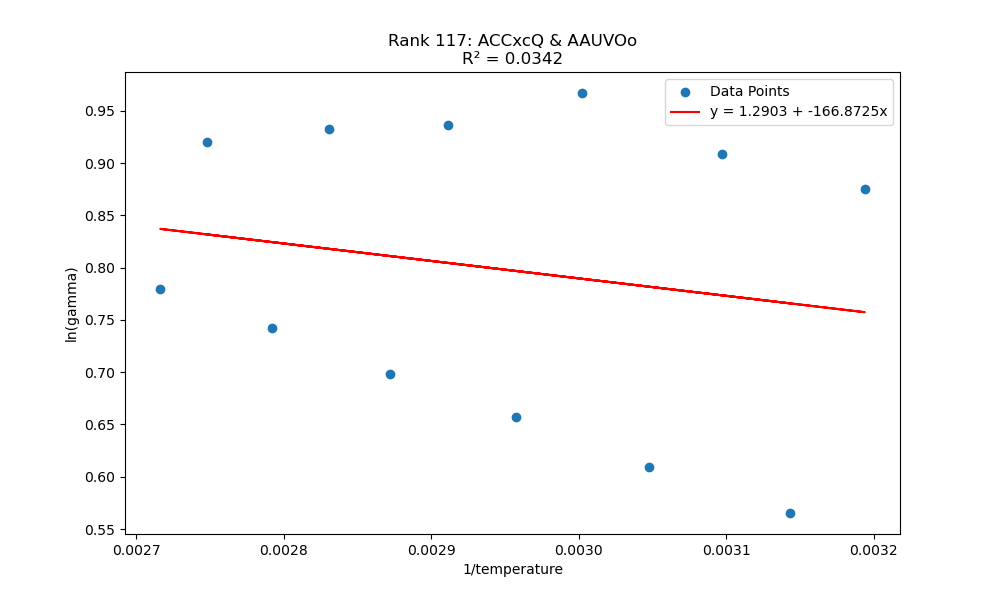 Rank 117: ACCxcQ & AAUVOo
R² = 0.0342
Data Points
y = 1.2903 + -166.8725x
0.95
0.90
0.85
0.80
0.75
0.70
0.65
0.60
0.55
ln(gamma)
0.0027 0.0028 0.0029 0.0030 0.0031 0.0032
1/temperature